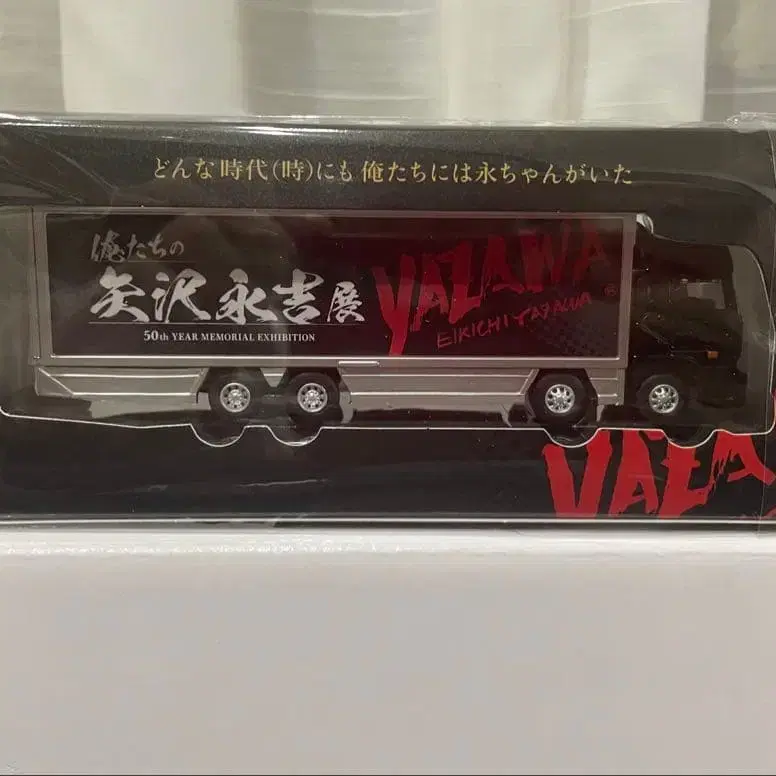 どんな時代(時)にも俺たちには永ちゃんがいた
俺たちの
矢沢永吉展
50th YEAR MEMORIAL EXHIBITION
YAZAWA
EIKICHI YAZAWA ®
YAZA